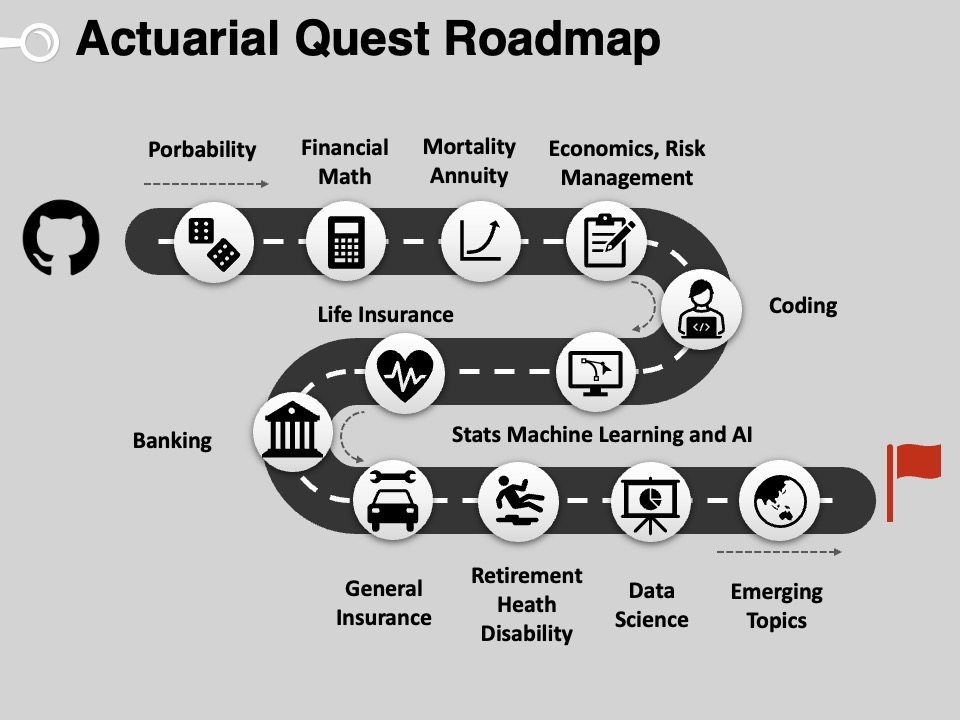 Actuarial Quest Roadmap
Porbability
Financial
Math
Mortality
Annuity
Economics, Risk
Management
Coding
</>
Life Insurance
Stats Machine Learning and AI
Banking
General
Insurance
Retirement
Heath
Disability
Data
Science
Emerging
Topics